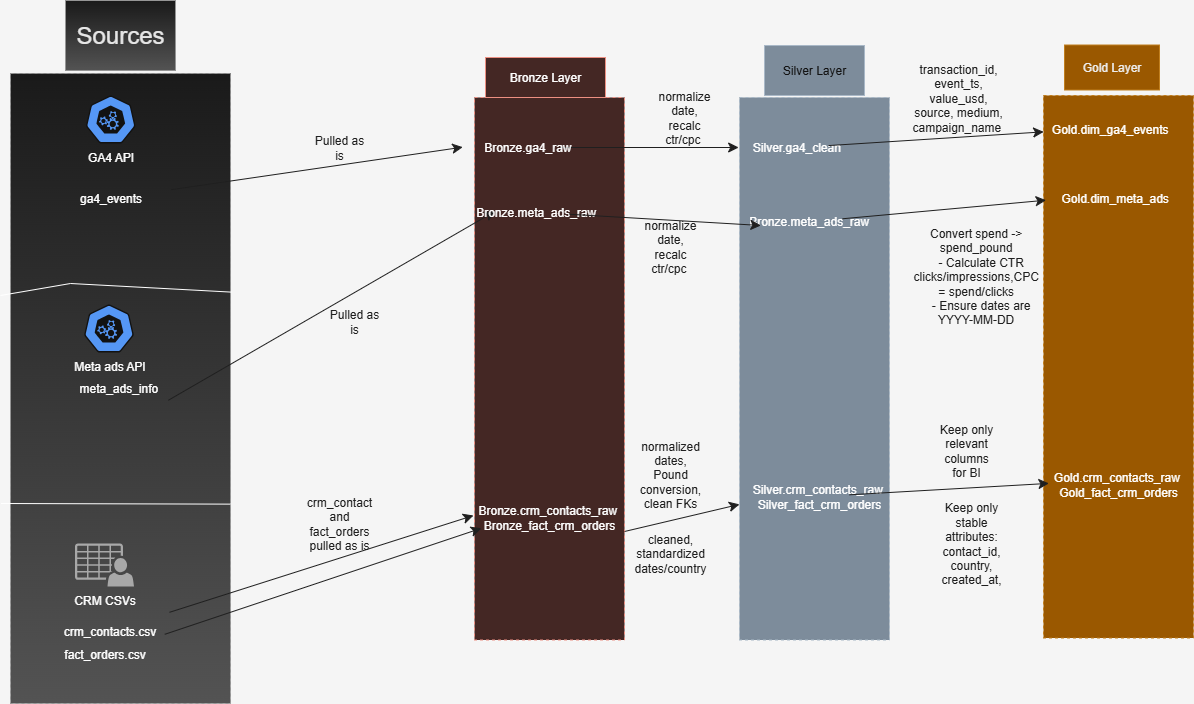 Sources
GA4 API
ga4_events
Meta ads API
meta_ads_info
CRM CSVs
crm_contacts.csv
fact_orders.csv
Pulled as
is
Pulled as
is
crm_contact
and
fact_orders
pulled as is
Bronze Layer
Bronze.ga4_raw
Bronze.meta_ads_raw
Bronze.crm_contacts_raw
Bronze_fact_crm_orders
normalize
date,
recalc
ctr/cpc
normalize
date,
recalc
ctr/cpc
normalized
dates,
Pound
conversion,
clean FKs
cleaned,
standardized
dates/country
Silver Layer
Silver.ga4_clean
Bronze.meta_ads_raw
Silver.crm_contacts_raw
Silver_fact_crm_orders
transaction_id,
event_ts,
value_usd,
source, medium,
campaign_name
Convert spend ->
spend_pound
- Calculate CTR
clicks/impressions,CPC
= spend/clicks
- Ensure dates are
YYYY-MM-DD
Keep only
relevant
columns
for BI
Keep only
stable
attributes:
contact_id,
country,
created_at,
Gold Layer
Gold.dim_ga4_events
Gold.dim_meta_ads
Gold.crm_contacts_raw
Gold_fact_crm_orders